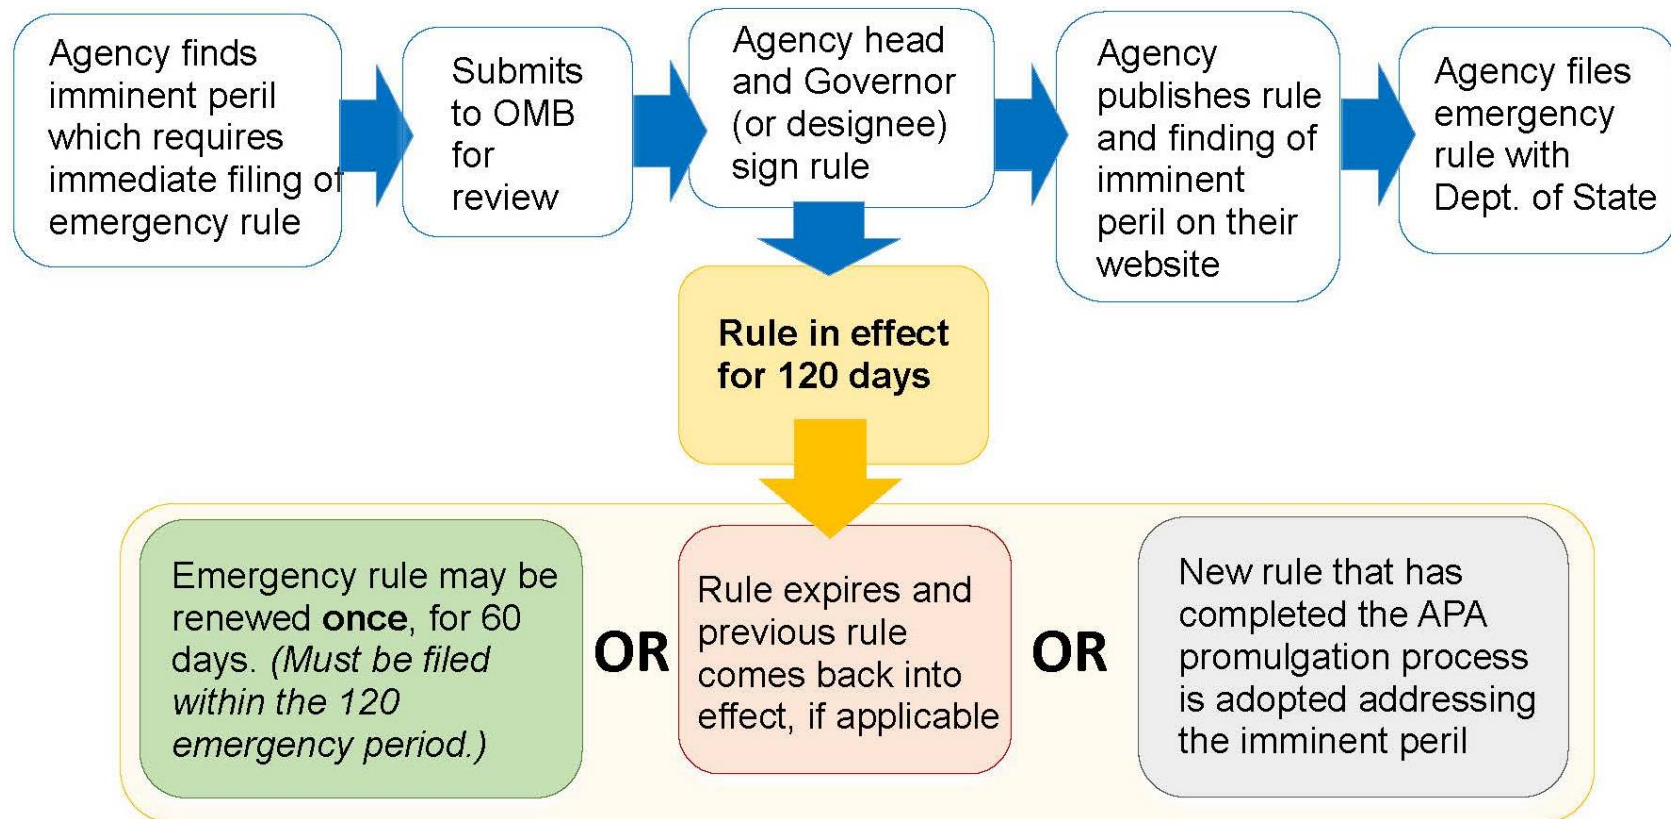 Agency finds
imminent peril
which requires
immediate filing of
emergency rule
Submits
to OMB
for
review
Agency head
and Governor
(or designee)
sign rule
Agency
publishes rule
and finding of
imminent
peril on their
website
Agency files
emergency
rule with
Dept. of State
Rule in effect
for 120 days
Emergency rule may be
renewed once, for 60
days. (Must be filed
within the 120
emergency period.)
OR
Rule expires and
previous rule
comes back into
effect, if applicable
OR
New rule that has
completed the APA
promulgation process
is adopted addressing
the imminent peril